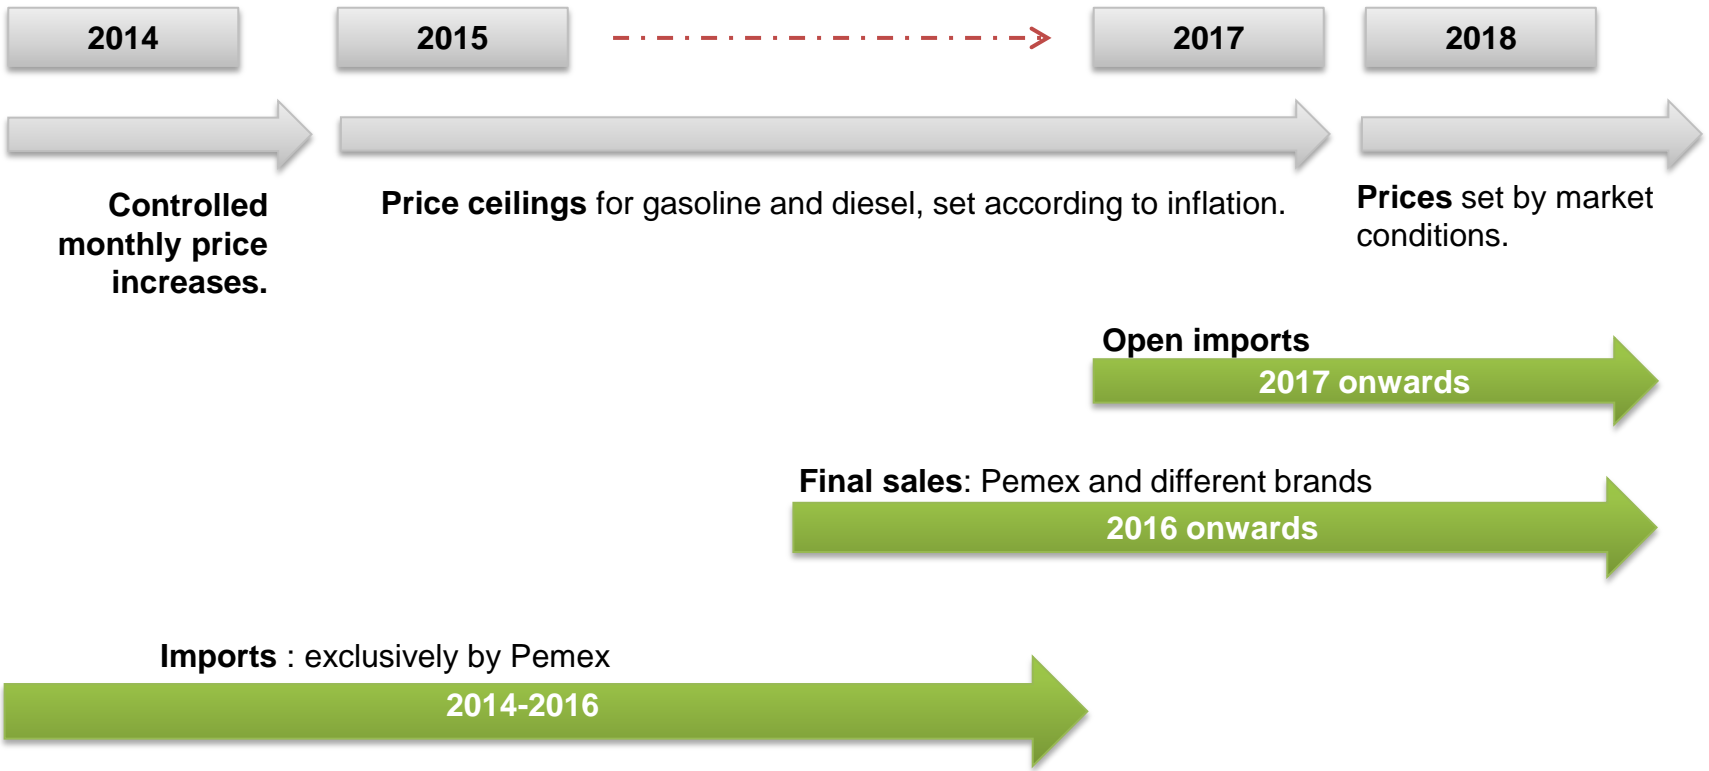 2014
2015
2017
2018
Controlled
monthly price
increases.
Price ceilings for gasoline and diesel, set according to inflation.
Prices set by market
conditions.
Open imports
2017 onwards
Final sales: Pemex and different brands
2016 onwards
Imports : exclusively by Pemex
2014-2016